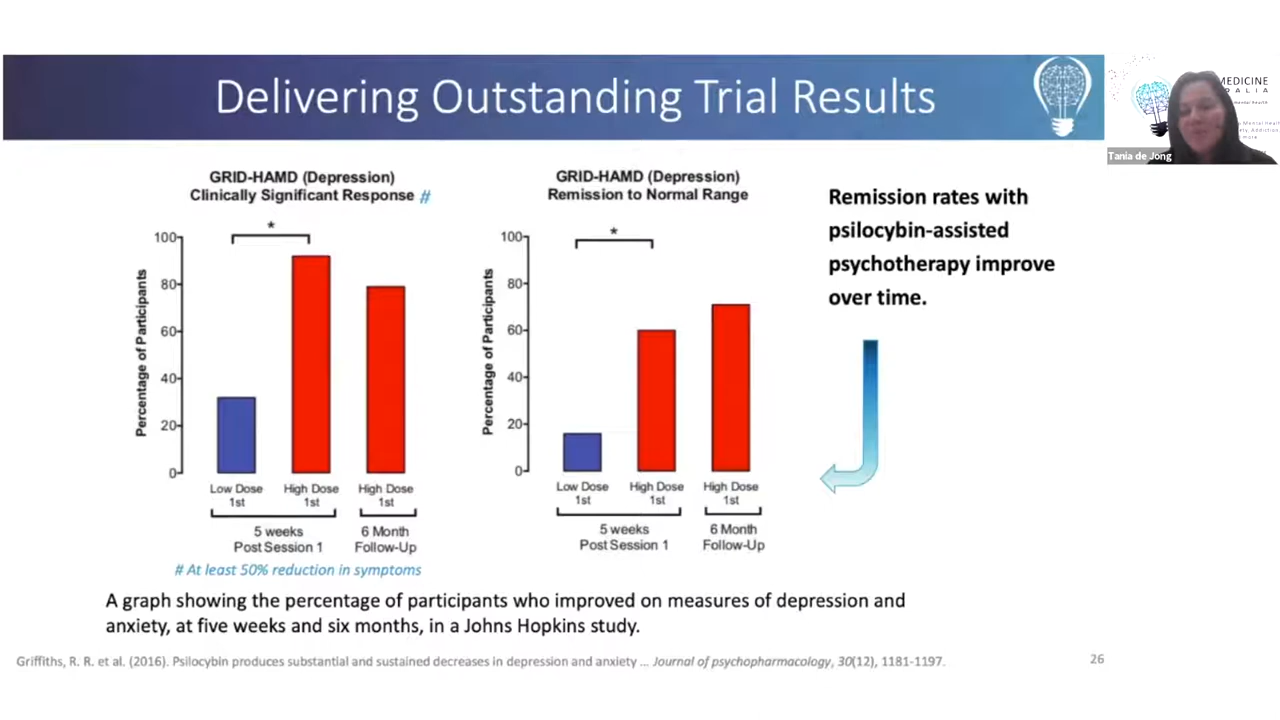 Delivering Outstanding Trial Results
MEDICINE
Tania de Jong
GRID-HAMD (Depression)
Clinically Significant Response #
*
Percentage of Participants
100
80
60
40
20
0
Low Dose
1st
High Dose
1st
High Dose
1st
5 weeks
Post Session 1
6 Month
Follow-Up
# At least 50% reduction in symptoms
GRID-HAMD (Depression)
Remission to Normal Range
*
Percentage of Participants
100
80
60
40
20
0
Low Dose
1st
High Dose
1st
High Dose
1st
5 weeks
Post Session 1
6 Month
Follow-Up
Remission rates with
psilocybin-assisted
psychotherapy improve
over time.
A graph showing the percentage of participants who improved on measures of depression and
anxiety, at five weeks and six months, in a Johns Hopkins study.
Griffiths, R. R. et al. (2016). Psilocybin produces substantial and sustained decreases in depression and anxiety ... Journal of psychopharmacology, 30(12), 1181-1197.
26